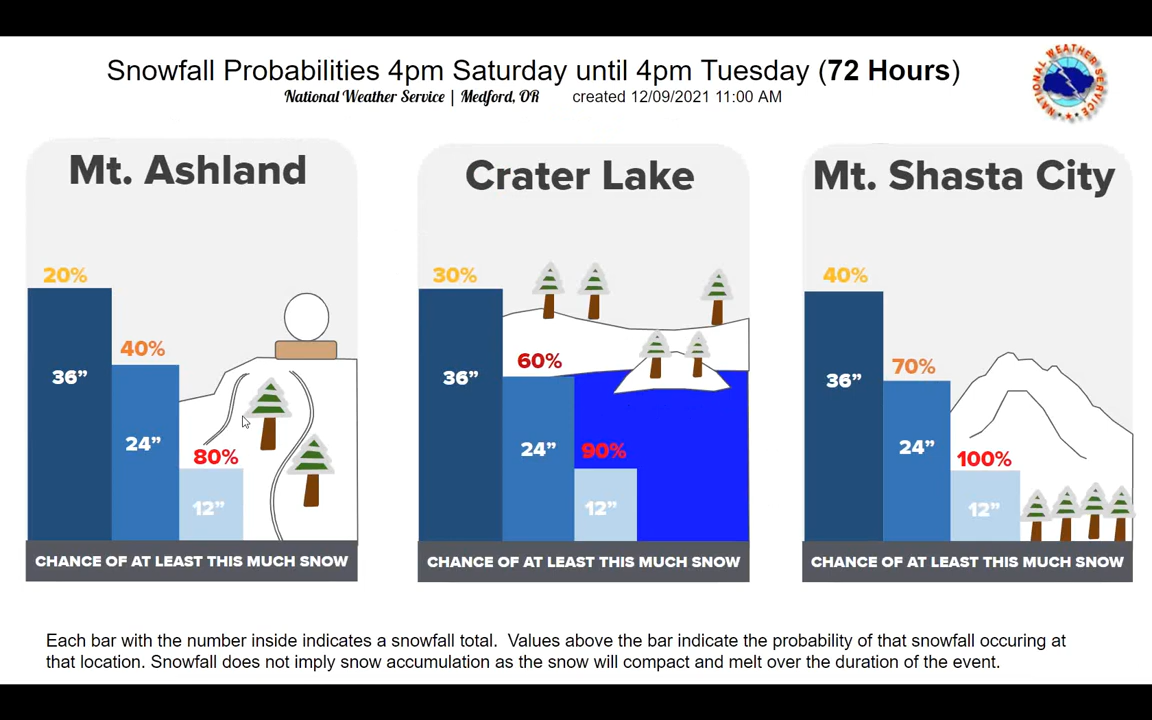 Snowfall Probabilities 4pm Saturday until 4pm Tuesday (72 Hours)
National Weather Service | Medford, OR created 12/09/2021 11:00 AM
NATIONAL WEATHER SERVICE
Mt. Ashland
20%
40%
36”
24”
80%
12”
CHANCE OF AT LEAST THIS MUCH SNOW
Crater Lake
30%
60%
36”
24”
90%
12”
CHANCE OF AT LEAST THIS MUCH SNOW
Mt. Shasta City
40%
70%
36”
24”
100%
12”
CHANCE OF AT LEAST THIS MUCH SNOW
Each bar with the number inside indicates a snowfall total. Values above the bar indicate the probability of that snowfall occuring at
that location. Snowfall does not imply snow accumulation as the snow will compact and melt over the duration of the event.